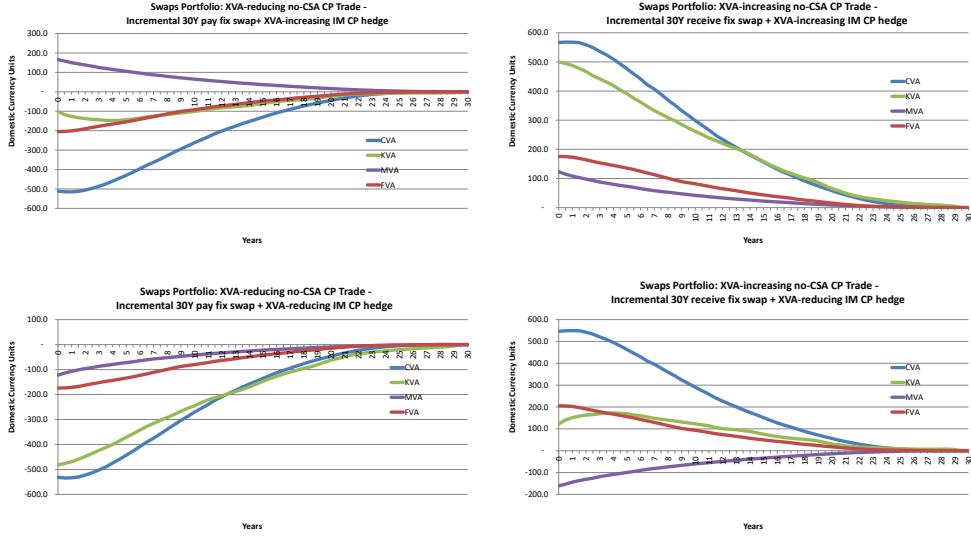 Swaps Portfolio: XVA-reducing no-CSA CP Trade -
Incremental 30Y pay fix swap+ XVA-increasing IM CP hedge
Domestic Currency Units
300.0
200.0
100.0
-
-100.0
-200.0
-300.0
-400.0
-500.0
-600.0
0 1 2 3 4 5 6 7 8 9 10 11 12 13 14 15 16 17 18 19 20 21 22 23 24 25 26 27 28 29 30
CVA
KVA
MVA
FVA
Years
Swaps Portfolio: XVA-increasing no-CSA CP Trade -
Incremental 30Y receive fix swap + XVA-increasing IM CP hedge
Domestic Currency Units
600.0
500.0
400.0
300.0
200.0
100.0
-
0 1 2 3 4 5 6 7 8 9 10 11 12 13 14 15 16 17 18 19 20 21 22 23 24 25 26 27 28 29 30
CVA
KVA
MVA
FVA
Years
Swaps Portfolio: XVA-reducing no-CSA CP Trade -
Incremental 30Y pay fix swap + XVA-reducing IM CP hedge
Domestic Currency Units
100.0
-
-100.0
-200.0
-300.0
-400.0
-500.0
-600.0
0 1 2 3 4 5 6 7 8 9 10 11 12 13 14 15 16 17 18 19 20 21 22 23 24 25 26 27 28 29 30
CVA
KVA
MVA
FVA
Years
Swaps Portfolio: XVA-increasing no-CSA CP Trade -
Incremental 30Y receive fix swap + XVA-reducing IM CP hedge
Domestic Currency Units
600.0
500.0
400.0
300.0
200.0
100.0
-
-100.0
-200.0
0 1 2 3 4 5 6 7 8 9 10 11 12 13 14 15 16 17 18 19 20 21 22 23 24 25 26 27 28 29 30
CVA
KVA
MVA
FVA
Years